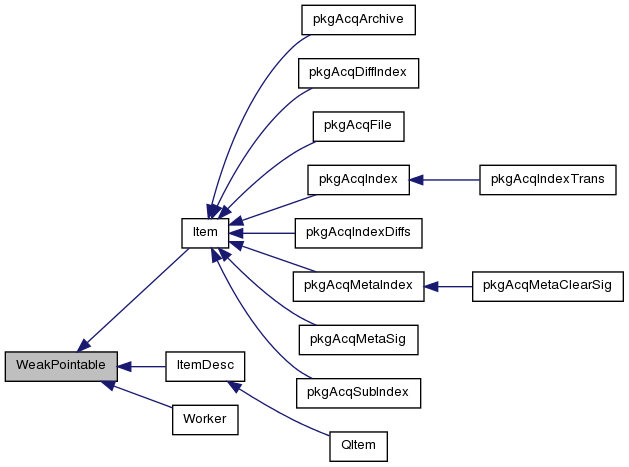 pkgAcqArchive
pkgAcqDiffIndex
pkgAcqFile
pkgAcqIndex
pkgAcqIndexTrans
Item
pkgAcqIndexDiffs
pkgAcqMetaIndex
pkgAcqMetaClearSig
pkgAcqMetaSig
WeakPointable
ItemDesc
pkgAcqSubIndex
Worker
QItem